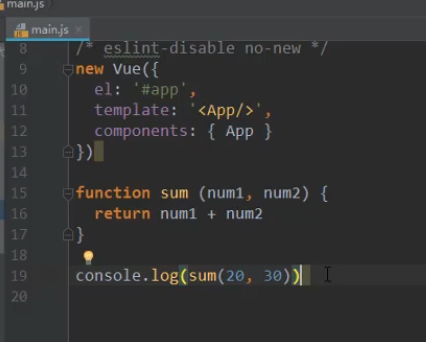 main.js
main.js ×
8 /* eslint-disable no-new */
9 new Vue({
10 el: '#app',
11 template: '<App/>',
12 components: { App }
13 })
14
15 function sum (num1, num2) {
16 return num1 + num2
17 }
18
19 console.log(sum(20, 30))
20